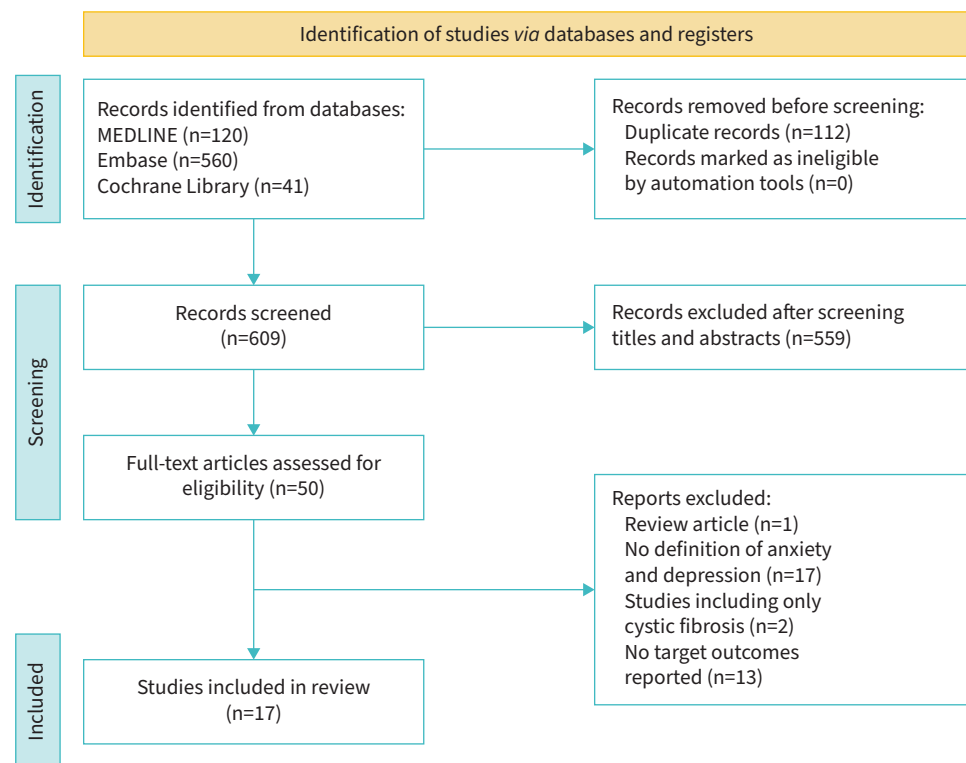 Identification of studies via databases and registers
Identification
Records identified from databases:
MEDLINE (n=120)
Embase (n=560)
Cochrane Library (n=41)
Records removed before screening:
Duplicate records (n=112)
Records marked as ineligible
by automation tools (n=0)
Screening
Records screened
(n=609)
Records excluded after screening
titles and abstracts (n=559)
Full-text articles assessed for
eligibility (n=50)
Reports excluded:
Review article (n=1)
No definition of anxiety
and depression (n=17)
Studies including only
cystic fibrosis (n=2)
No target outcomes
reported (n=13)
Included
Studies included in review
(n=17)